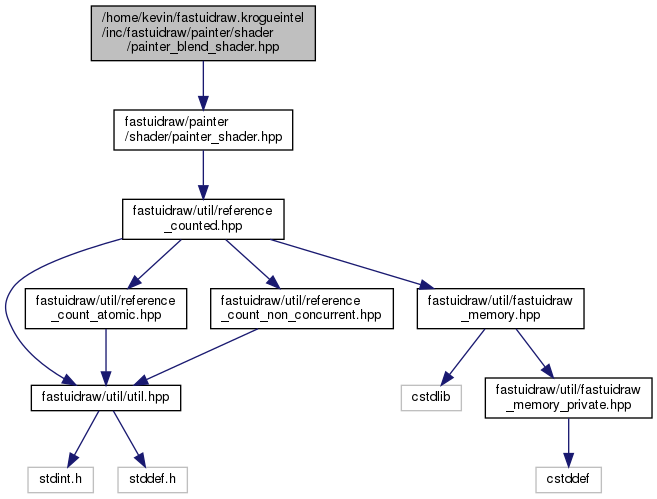 /home/kevin/fastuidraw.krogueintel
/inc/fastuidraw/painter/shader
/painter_blend_shader.hpp
fastuidraw/painter
/shader/painter_shader.hpp
fastuidraw/util/reference
_counted.hpp
fastuidraw/util/reference
_count_atomic.hpp
fastuidraw/util/reference
_count_non_concurrent.hpp
fastuidraw/util/fastuidraw
_memory.hpp
fastuidraw/util/util.hpp
cstdlib
fastuidraw/util/fastuidraw
_memory_private.hpp
stdint.h
stddef.h
cstddef